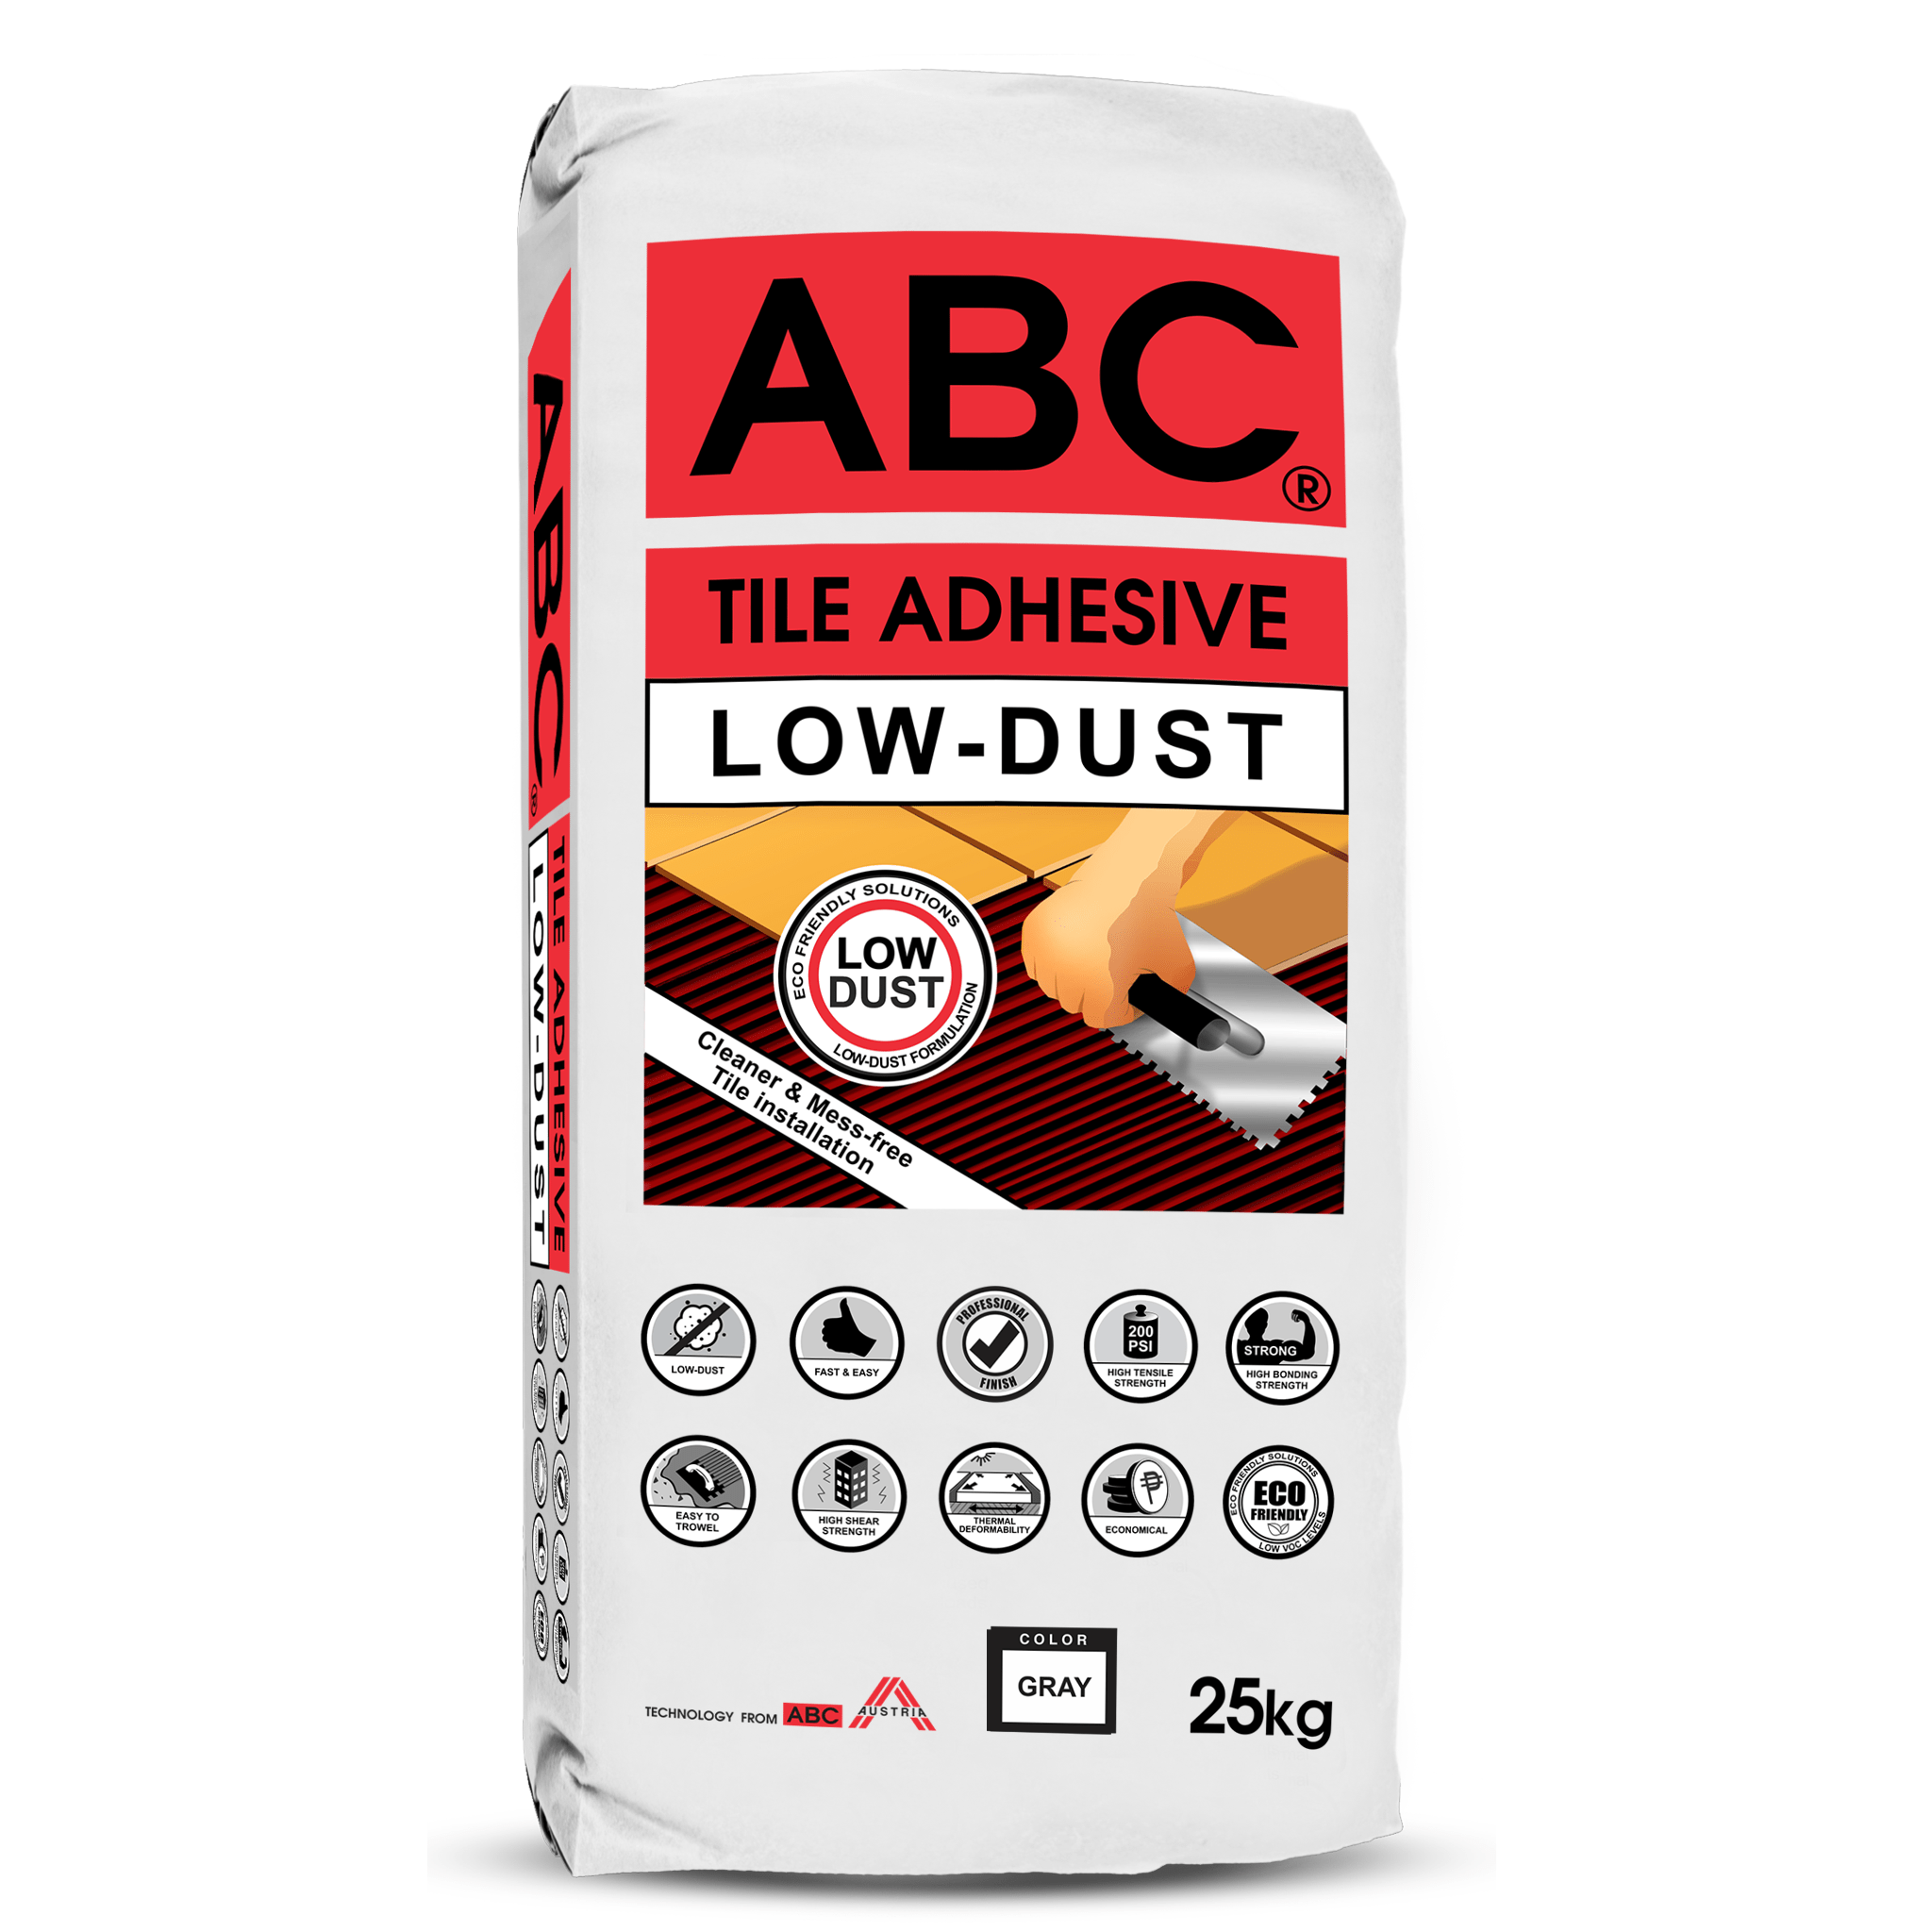 ABC®
TILE ADHESIVE
LOW-DUST
ECO FRIENDLY SOLUTIONS
LOW
DUST
LOW-DUST FORMULATION
Cleaner & Mess-free
Tile installation
LOW-DUST
FAST & EASY
PROFESSIONAL
FINISH
200
PSI
HIGH TENSILE
STRENGTH
STRONG
HIGH BONDING
STRENGTH
EASY TO
TROWEL
HIGH SHEAR
STRENGTH
THERMAL
DEFORMABILITY
₱
ECONOMICAL
ECO FRIENDLY SOLUTIONS
ECO
FRIENDLY
LOW VOC LEVELS
COLOR
GRAY
TECHNOLOGY FROM ABC AUSTRIA
25kg
ABC®
TILE ADHESIVE
LOW-DUST